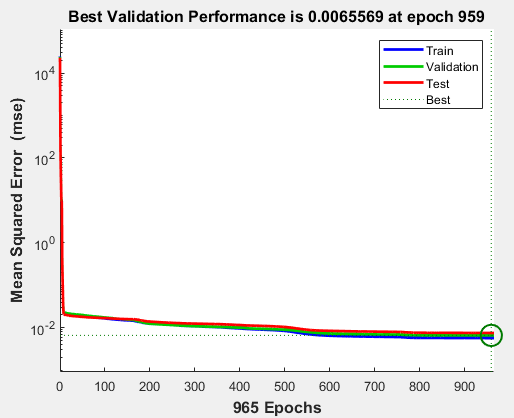 Best Validation Performance is 0.0065569 at epoch 959
Mean Squared Error (mse)
10^4
10^2
10^0
10^-2
Train
Validation
Test
Best
0 100 200 300 400 500 600 700 800 900
965 Epochs